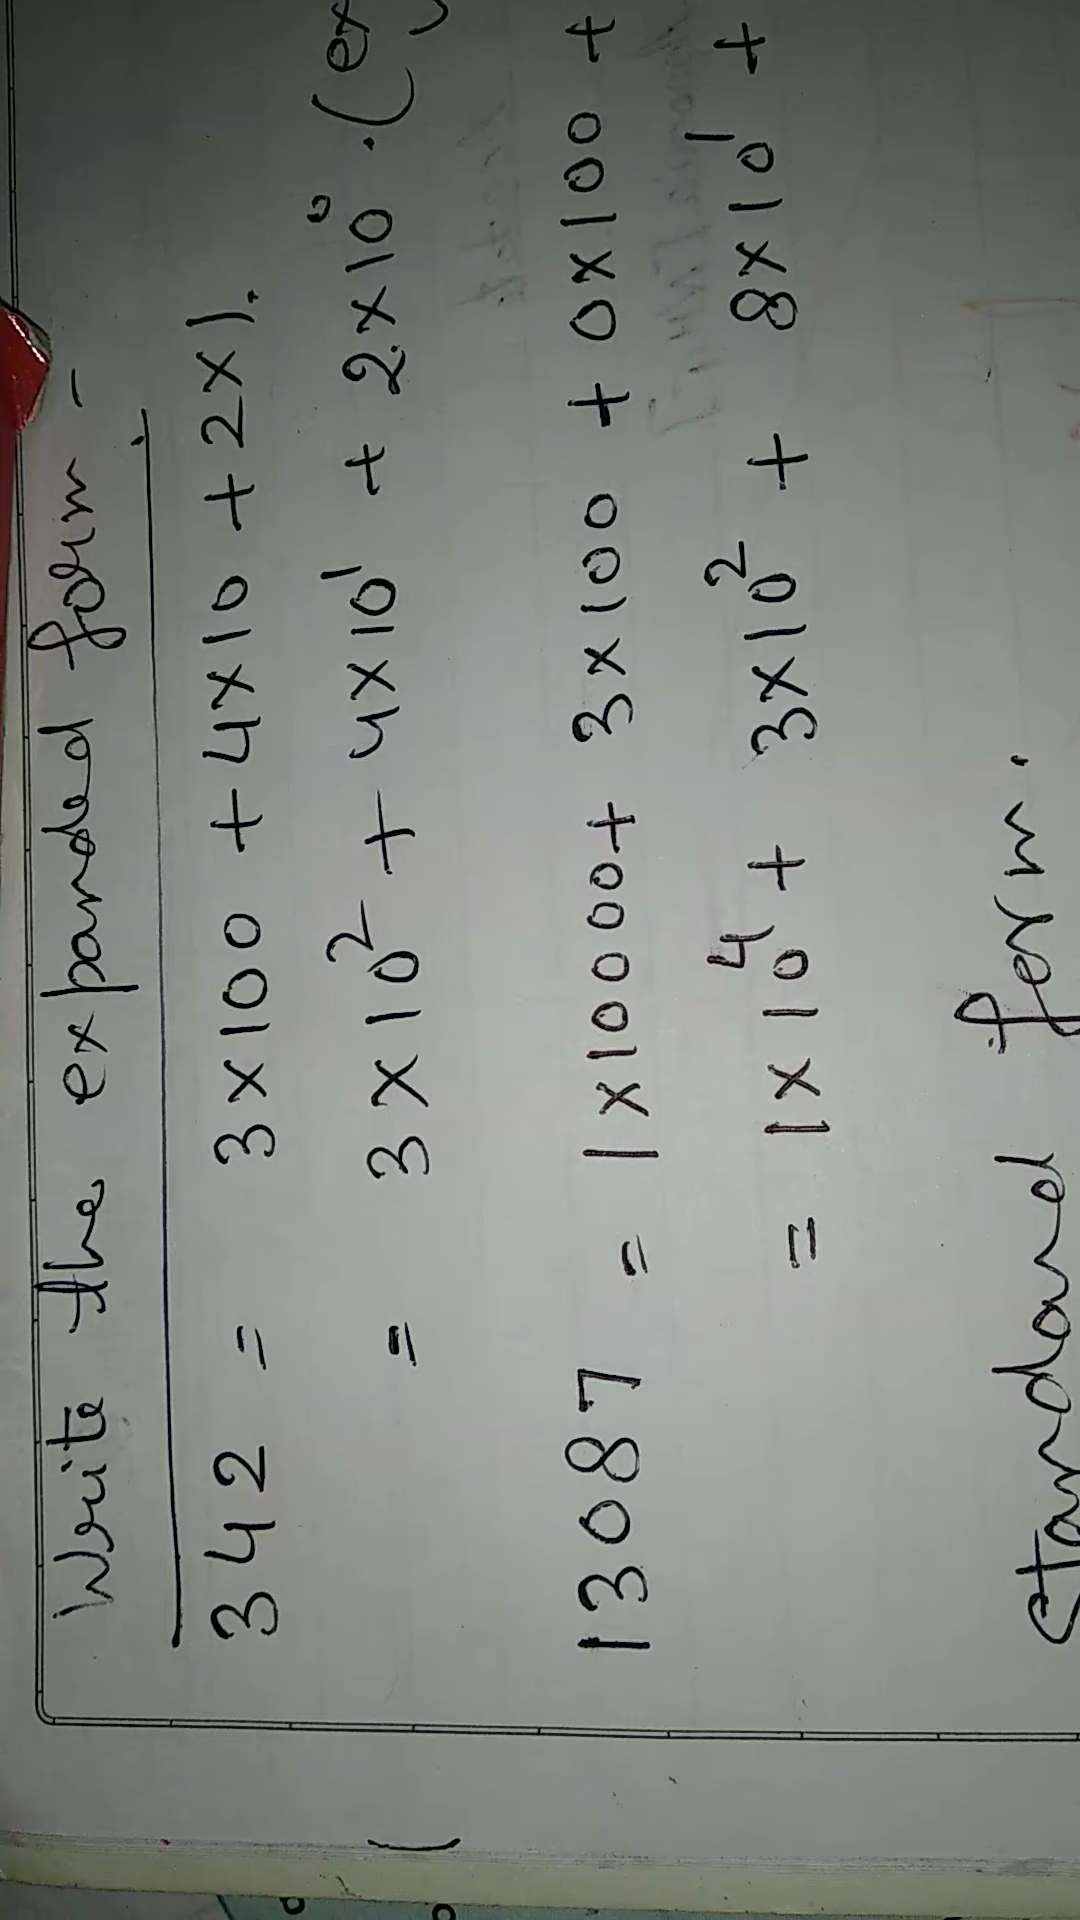 Write the expanded form -
342 = 3×100 + 4×10 + 2×1.
= 3×10² + 4×10¹ + 2×10⁰. (ex
13087 = 1×10000+ 3×100 + 0×100 +
= 1×10⁴ + 3×10² + 8×10¹ +
Standard form.